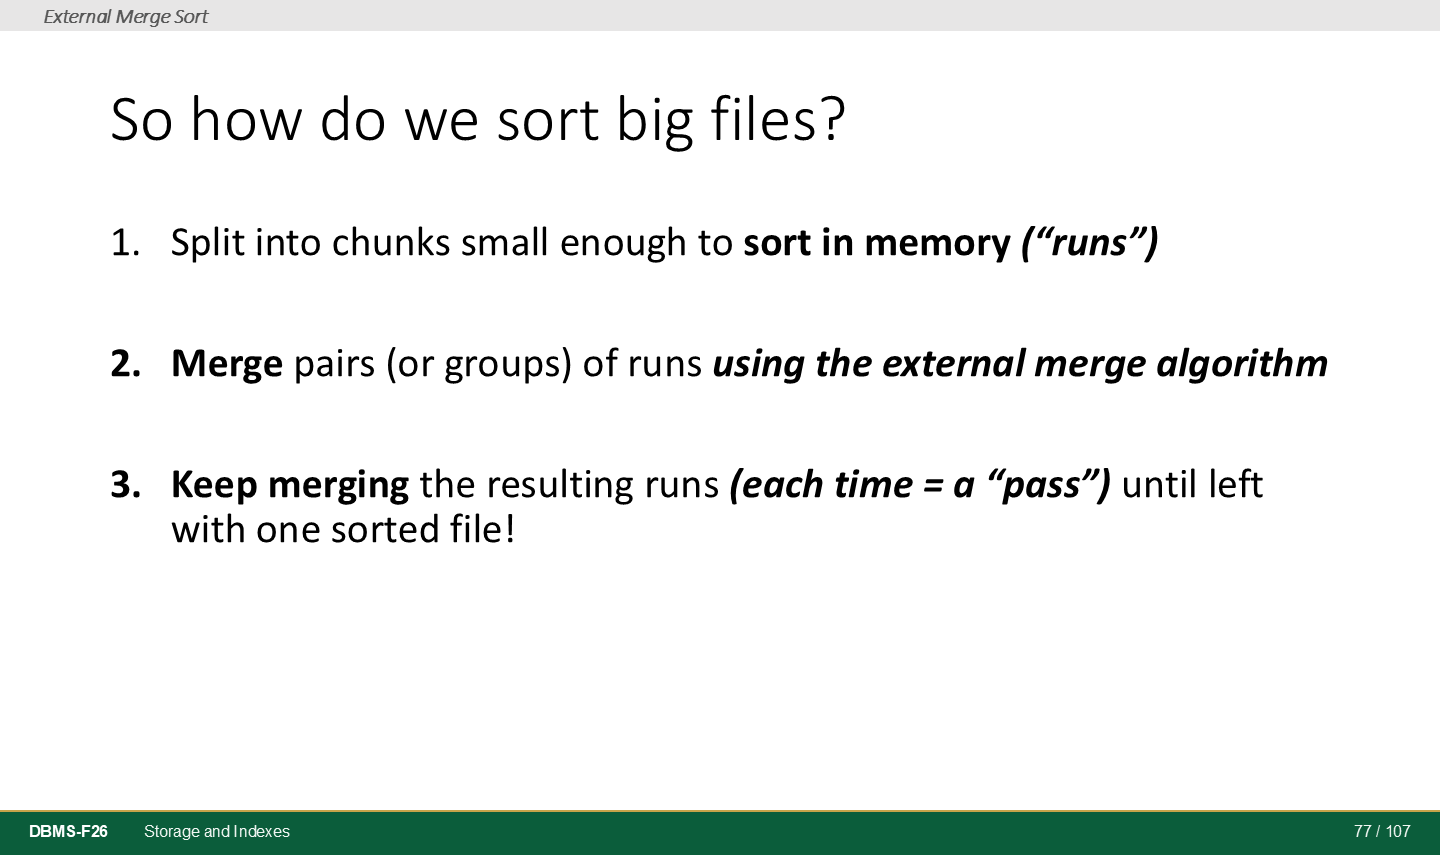 External Merge Sort
So how do we sort big files?
1. Split into chunks small enough to sort in memory (“runs”)
2. Merge pairs (or groups) of runs using the external merge algorithm
3. Keep merging the resulting runs (each time = a “pass”) until left
with one sorted file!
DBMS-F26 Storage and Indexes 77 / 107